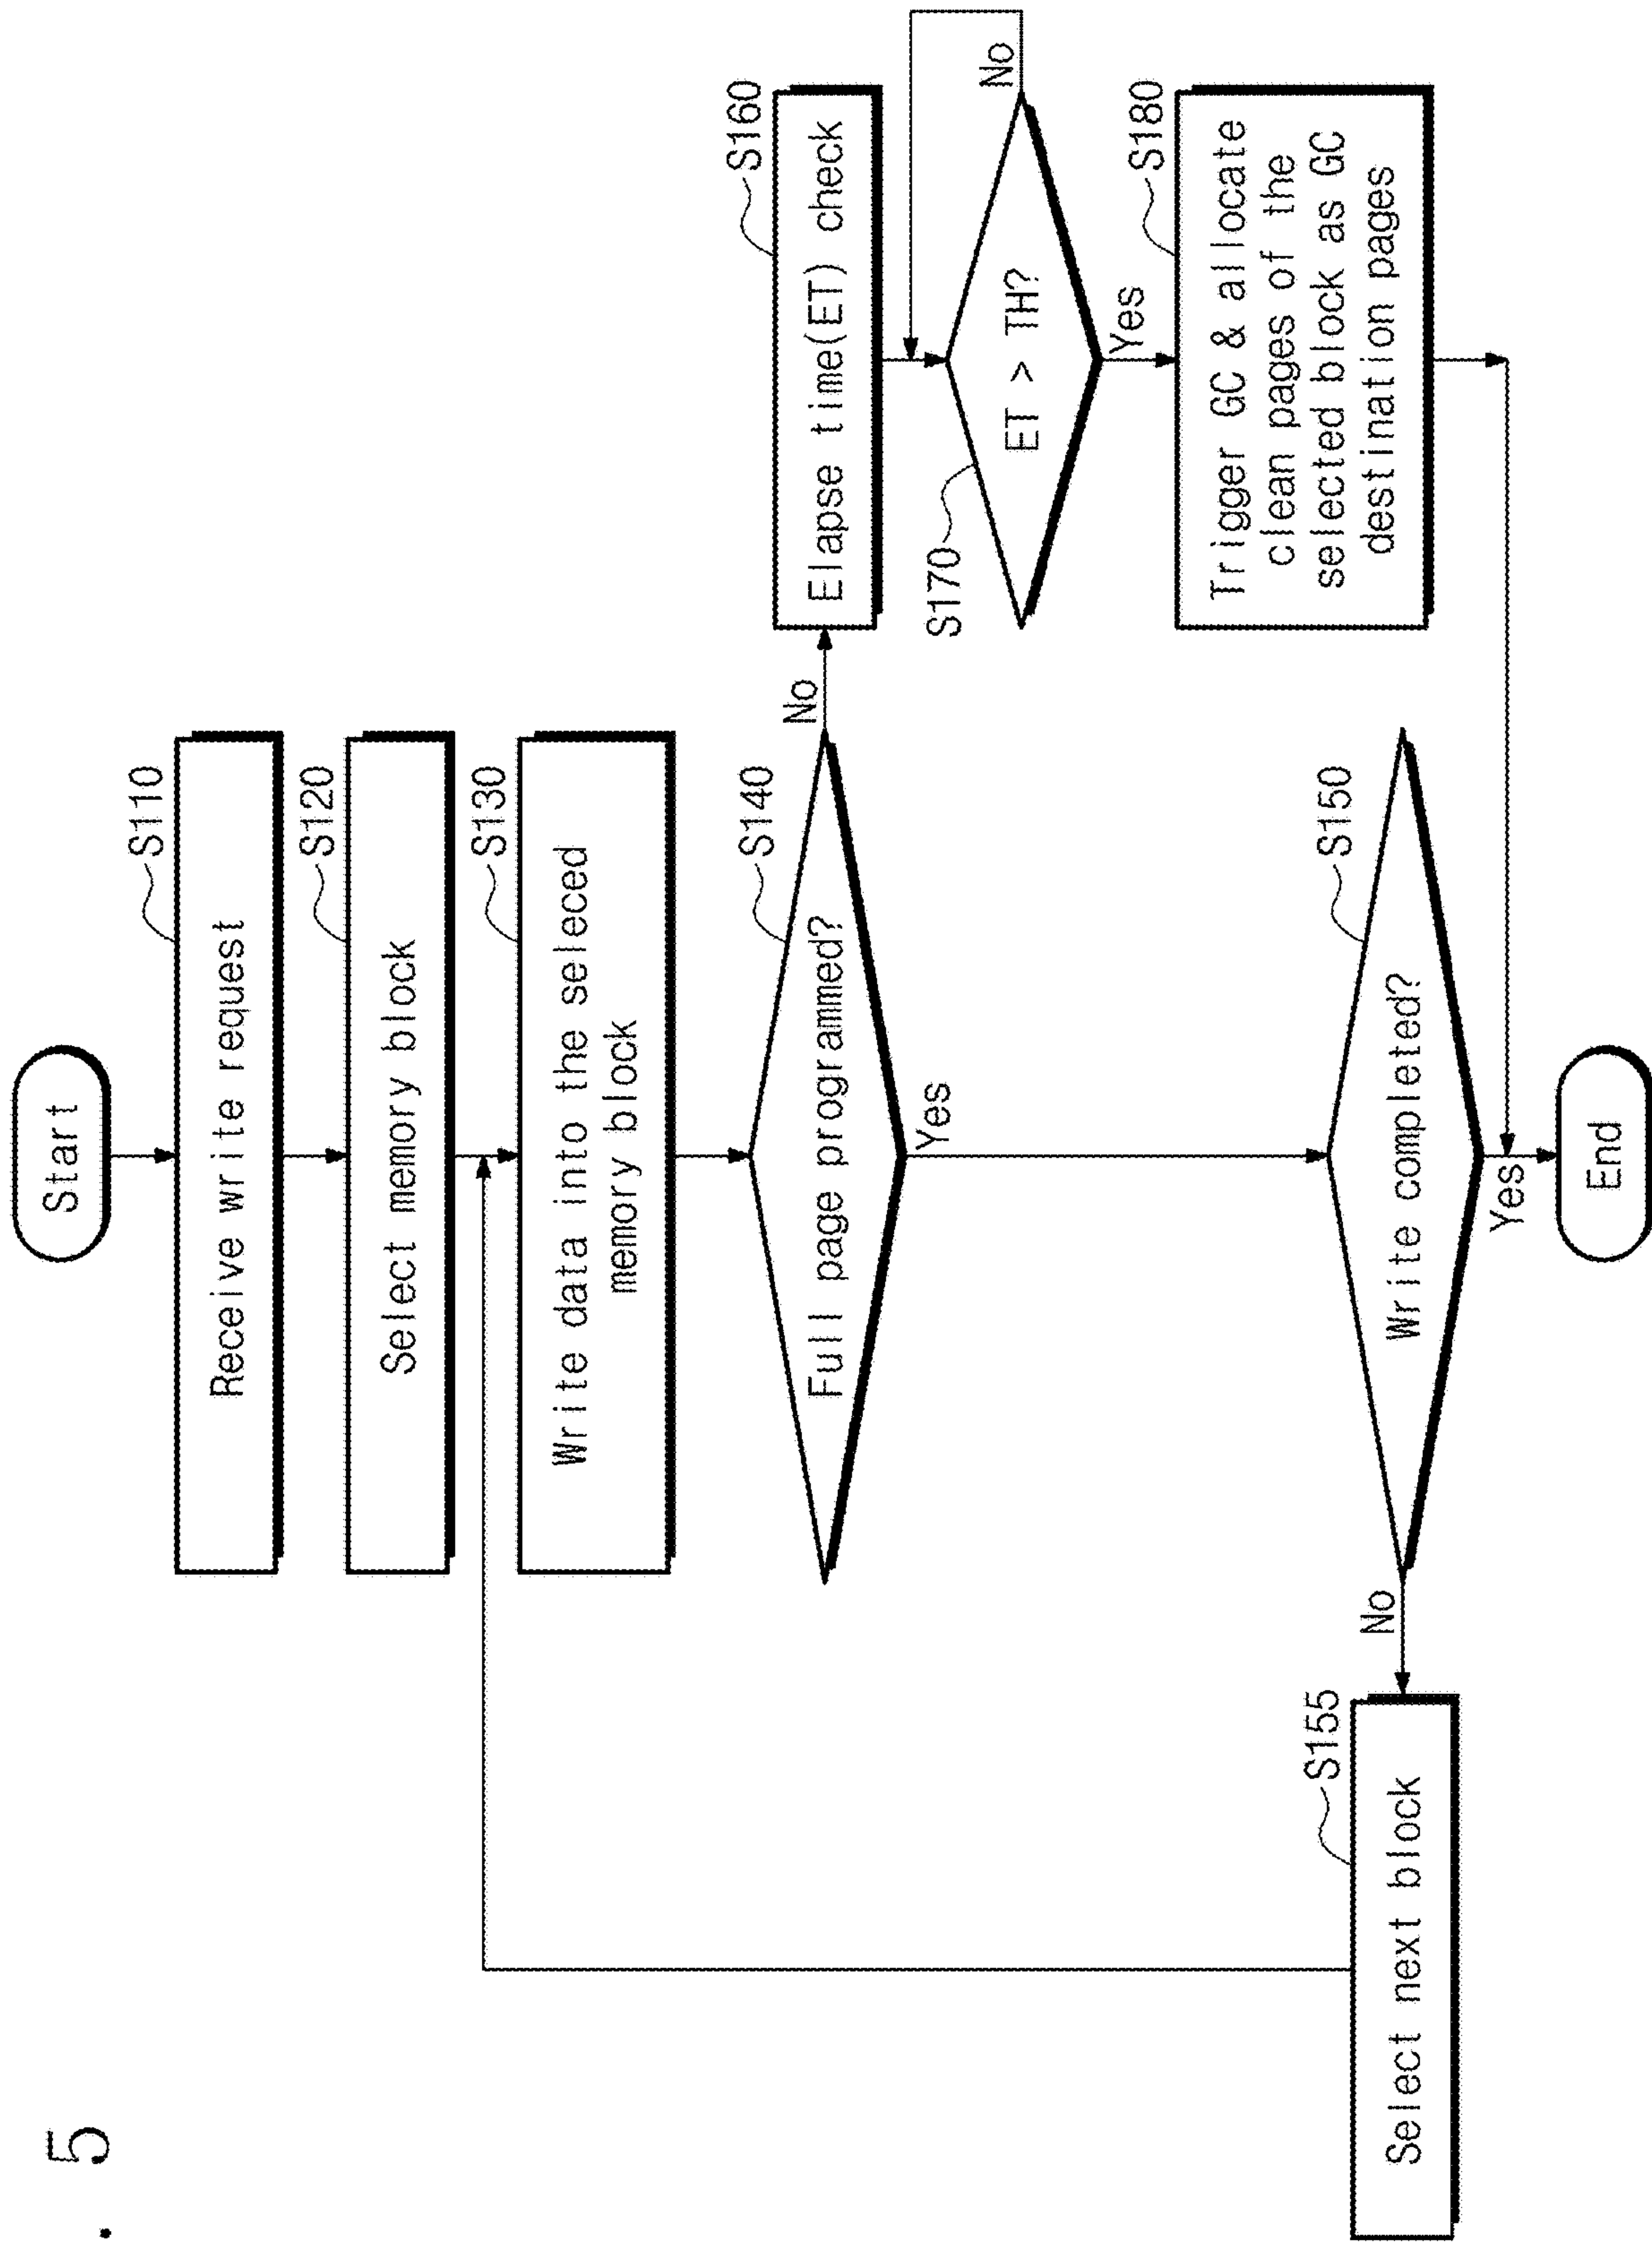 . 5
Start
S110
Receive write request
S120
Select memory block
S130
Write data into the seleced
memory block
S140
Full page programmed?
No
Yes
S160
Elapse time(ET) check
S170
ET > TH?
No
Yes
S180
Trigger GC & allocate
clean pages of the
selected block as GC
destination pages
S150
Write completed?
No
Yes
S155
Select next block
End